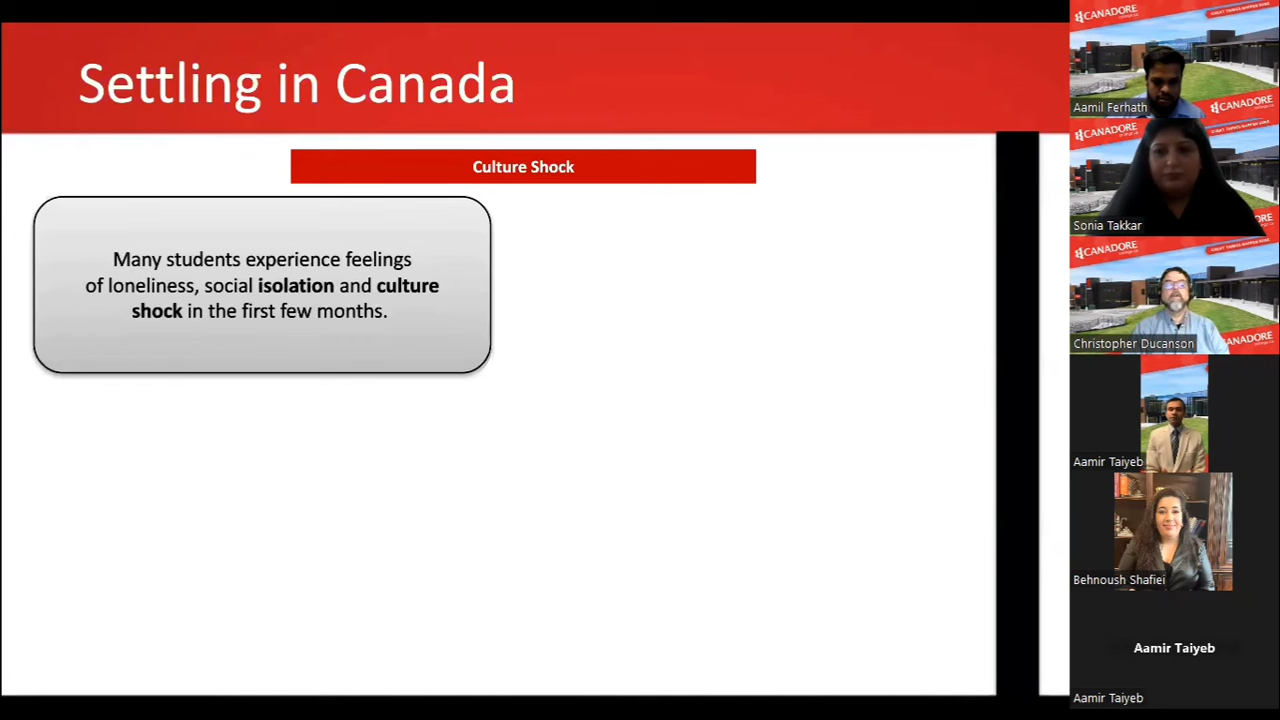 Settling in Canada
Culture Shock
Many students experience feelings
of loneliness, social isolation and culture
shock in the first few months.
CANADORE
CANADORE
Aamil Ferhath
CANADORE
Sonia Takkar
CANADORE
Christopher Ducanson
Aamir Taiyeb
Behnoush Shafiei
Aamir Taiyeb
Aamir Taiyeb